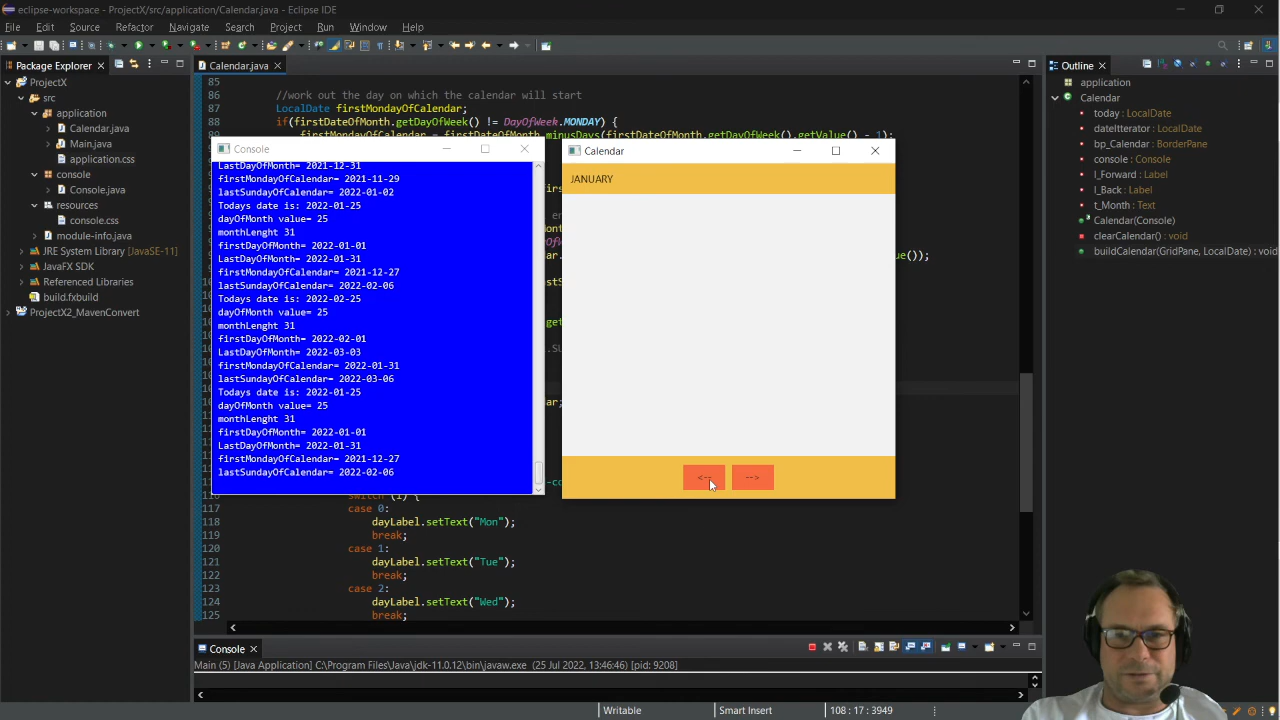 eclipse-workspace - ProjectX/src/application/Calendar.java - Eclipse IDE
File Edit Source Refactor Navigate Search Project Run Window Help
Package Explorer
ProjectX
src
application
Calendar.java
Main.java
application.css
console
Console.java
resources
console.css
module-info.java
JRE System Library [JavaSE-11]
JavaFX SDK
Referenced Libraries
build.fxbuild
ProjectX2_MavenConvert
Calendar.java
85
86 //work out the day on which the calendar will start
87 LocalDate firstMondayOfCalendar;
88 if(firstDateOfMonth.getDayOfWeek() != DayOfWeek.MONDAY) {
firstMondayOfCalendar = firstDateOfMonth.minusDays(firstDateOfMonth.getDayOfWeek().getValue() - 1);
Console
LastDayOfMonth= 2021-12-31
firstMondayOfCalendar= 2021-11-29
lastSundayOfCalendar= 2022-01-02
Todays date is: 2022-01-25
dayOfMonth value= 25
monthLenght 31
firstDayOfMonth= 2022-01-01
LastDayOfMonth= 2022-01-31
firstMondayOfCalendar= 2021-12-27
lastSundayOfCalendar= 2022-02-06
Todays date is: 2022-02-25
dayOfMonth value= 25
monthLenght 31
firstDayOfMonth= 2022-02-01
LastDayOfMonth= 2022-03-03
firstMondayOfCalendar= 2022-01-31
lastSundayOfCalendar= 2022-03-06
Todays date is: 2022-01-25
dayOfMonth value= 25
monthLenght 31
firstDayOfMonth= 2022-01-01
LastDayOfMonth= 2022-01-31
firstMondayOfCalendar= 2021-12-27
lastSundayOfCalendar= 2022-02-06
Calendar
JANUARY
<-- -->
ue());
switch (i) {
117 case 0:
118 dayLabel.setText("Mon");
119 break;
120 case 1:
121 dayLabel.setText("Tue");
122 break;
123 case 2:
124 dayLabel.setText("Wed");
125 break;
Outline
application
Calendar
today : LocalDate
dateItterator : LocalDate
bp_Calendar : BorderPane
console : Console
l_Forward : Label
l_Back : Label
t_Month : Text
Calendar(Console)
clearCalendar() : void
buildCalendar(GridPane, LocalDate) : void
Console
Main (5) [Java Application] C:\Program Files\Java\jdk-11.0.12\bin\javaw.exe (25 Jul 2022, 13:46:46) [pid: 9208]
Writable Smart Insert 108 : 17 : 3949